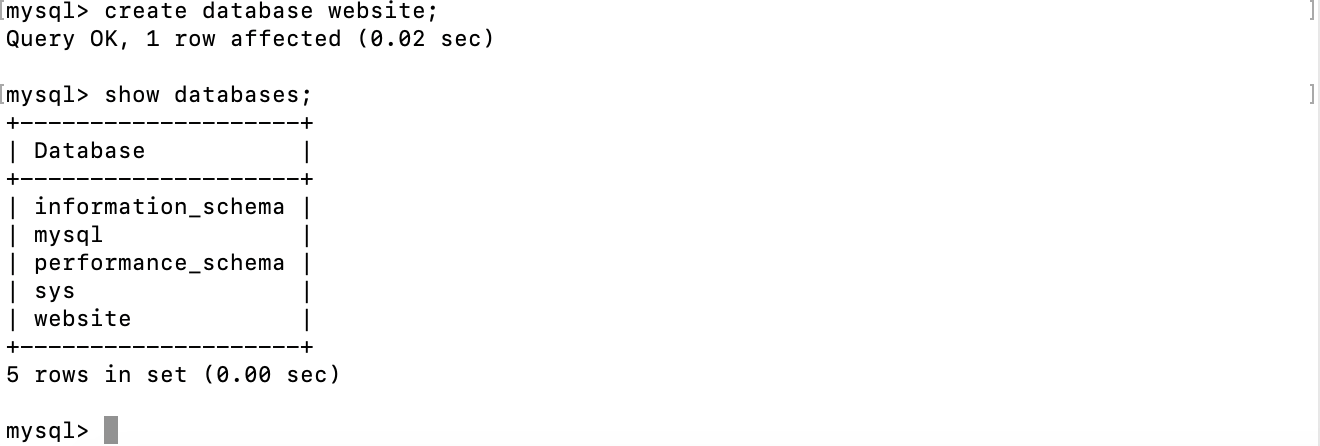 [mysql> create database website; ]
Query OK, 1 row affected (0.02 sec)
[mysql> show databases; ]
+--------------------+
| Database           |
+--------------------+
| information_schema |
| mysql              |
| performance_schema |
| sys                |
| website            |
+--------------------+
5 rows in set (0.00 sec)
mysql>